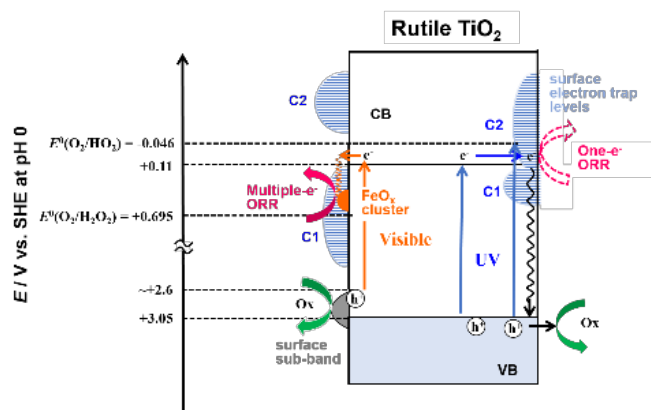 Rutile TiO₂
surface
electron trap
levels
C2
CB
C2
E⁰(O₂/HO₂) = -0.046
e⁻
e⁻
e⁻
One-e⁻
ORR
+0.11
Multiple-e⁻
ORR
FeOₓ
cluster
C1
E⁰(O₂/H₂O₂) = +0.695
C1
Visible
UV
E / V vs. SHE at pH 0
~+2.6
h⁺
Ox
+3.05
h⁺
h⁺
Ox
surface
sub-band
VB